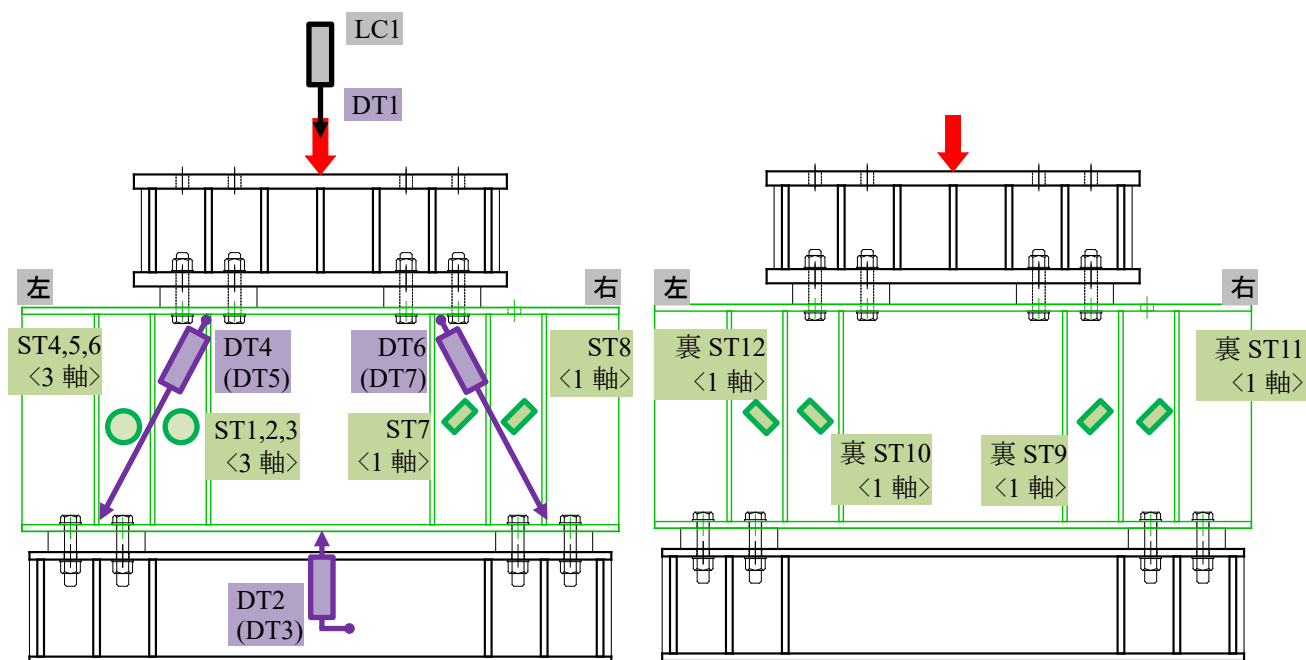 LC1
DT1
左
右
ST4,5,6
<3 軸>
DT4
(DT5)
DT6
(DT7)
ST8
<1 軸>
ST1,2,3
<3 軸>
ST7
<1 軸>
DT2
(DT3)
左
右
裏 ST12
<1 軸>
裏 ST11
<1 軸>
裏 ST10
<1 軸>
裏 ST9
<1 軸>